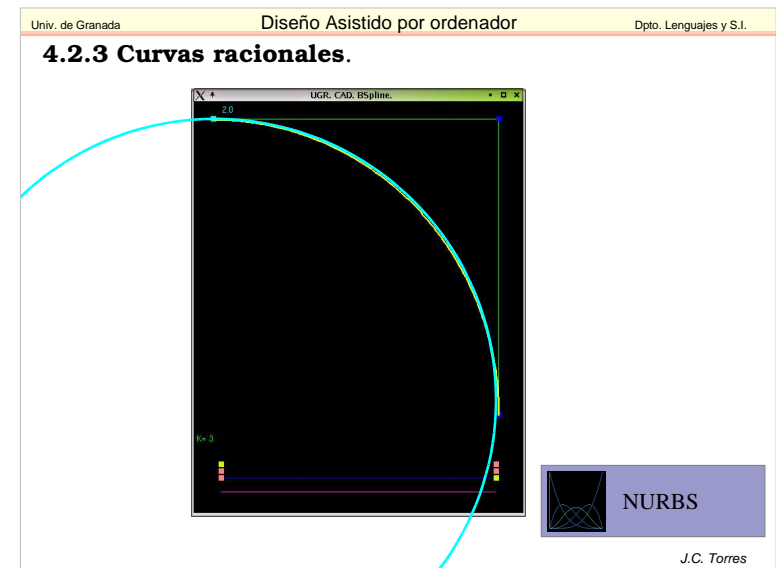 Univ. de Granada Diseño Asistido por ordenador Dpto. Lenguajes y S.I.
4.2.3 Curvas racionales.
UGR. CAD. BSpline.
2.0
K= 3
NURBS
J.C. Torres